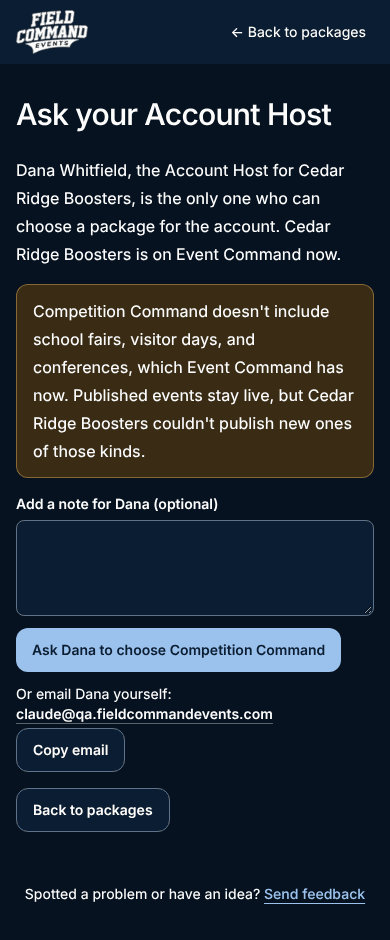 FIELD
COMMAND
EVENTS
← Back to packages
Ask your Account Host
Dana Whitfield, the Account Host for Cedar
Ridge Boosters, is the only one who can
choose a package for the account. Cedar
Ridge Boosters is on Event Command now.
Competition Command doesn't include
school fairs, visitor days, and
conferences, which Event Command has
now. Published events stay live, but Cedar
Ridge Boosters couldn't publish new ones
of those kinds.
Add a note for Dana (optional)
Ask Dana to choose Competition Command
Or email Dana yourself:
claude@qa.fieldcommandevents.com
Copy email
Back to packages
Spotted a problem or have an idea? Send feedback